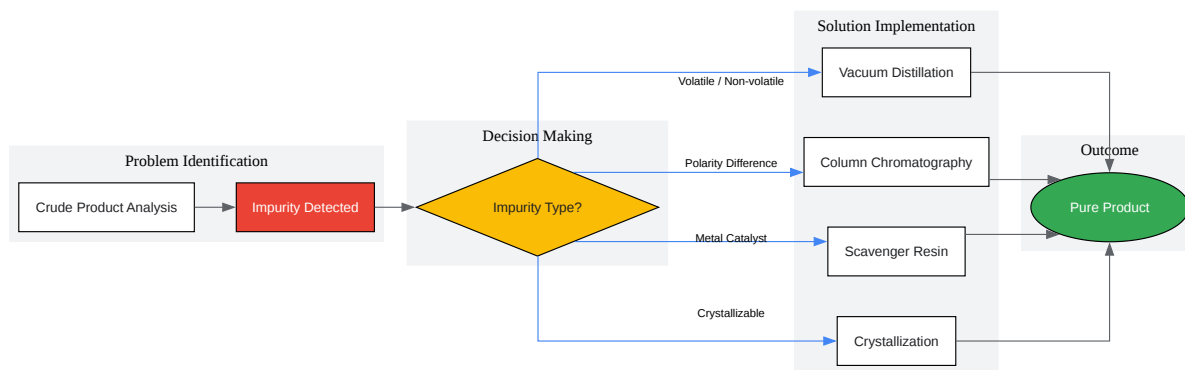 Problem Identification
Crude Product Analysis
Impurity Detected
Decision Making
Impurity Type?
Volatile / Non-volatile
Polarity Difference
Metal Catalyst
Crystallizable
Solution Implementation
Vacuum Distillation
Column Chromatography
Scavenger Resin
Crystallization
Outcome
Pure Product